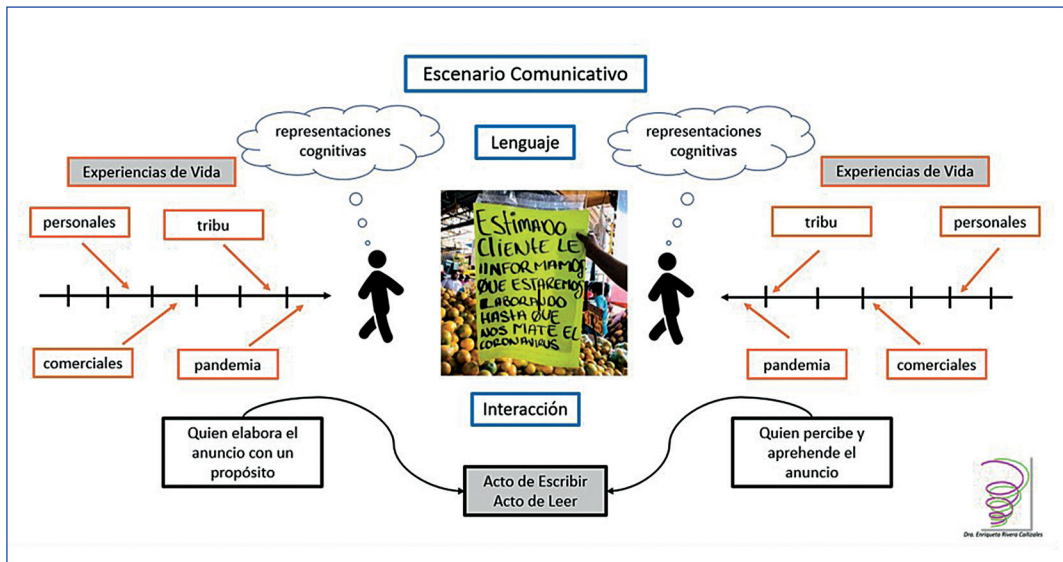 Escenario Comunicativo
representaciones
cognitivas
Lenguaje
representaciones
cognitivas
Experiencias de Vida
Experiencias de Vida
personales
tribu
comerciales
pandemia
ESTIMADO
CLIENTE LE
INFORMAMOS
QUE ESTAREMOS
LABORANDO
HASTA QUE
NOS MATE EL
CORONAVIRUS
tribu
personales
pandemia
comerciales
Interacción
Quien elabora el
anuncio con un
propósito
Quien percibe y
aprehende el
anuncio
Acto de Escribir
Acto de Leer
Dra. Enriqueta Rivera Cañizales